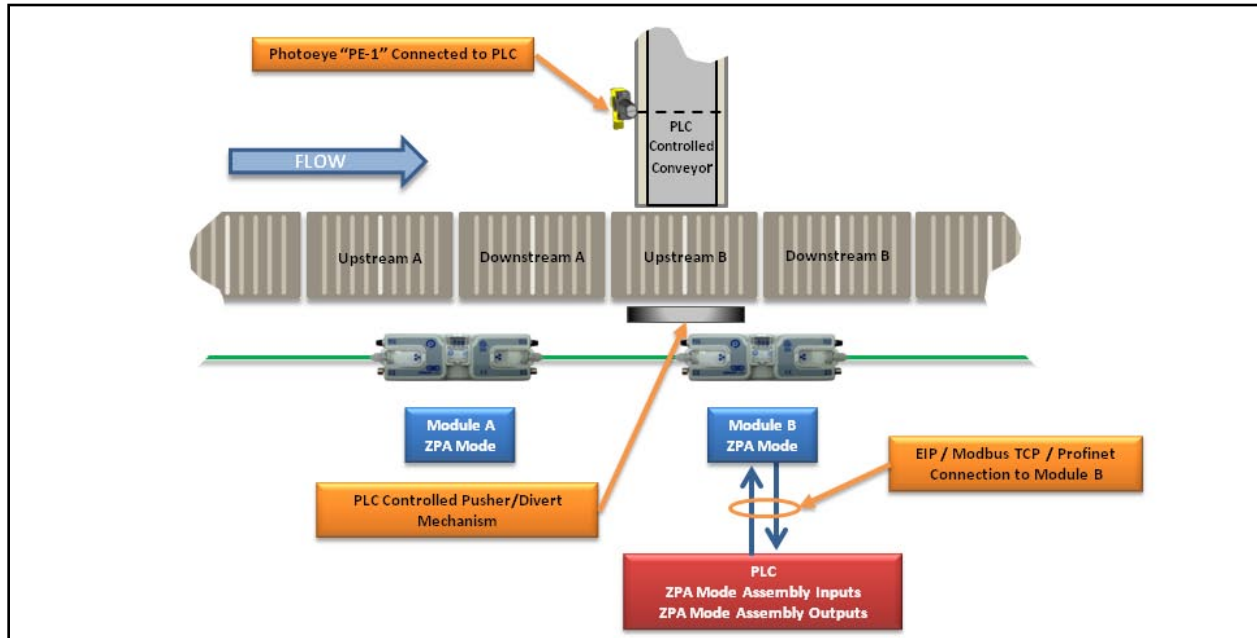 Photoeye “PE-1” Connected to PLC
PLC
Controlled
Conveyor
FLOW
Upstream A
Downstream A
Upstream B
Downstream B
Module A
ZPA Mode
Module B
ZPA Mode
EIP / Modbus TCP / Profinet
Connection to Module B
PLC Controlled Pusher/Divert
Mechanism
PLC
ZPA Mode Assembly Inputs
ZPA Mode Assembly Outputs